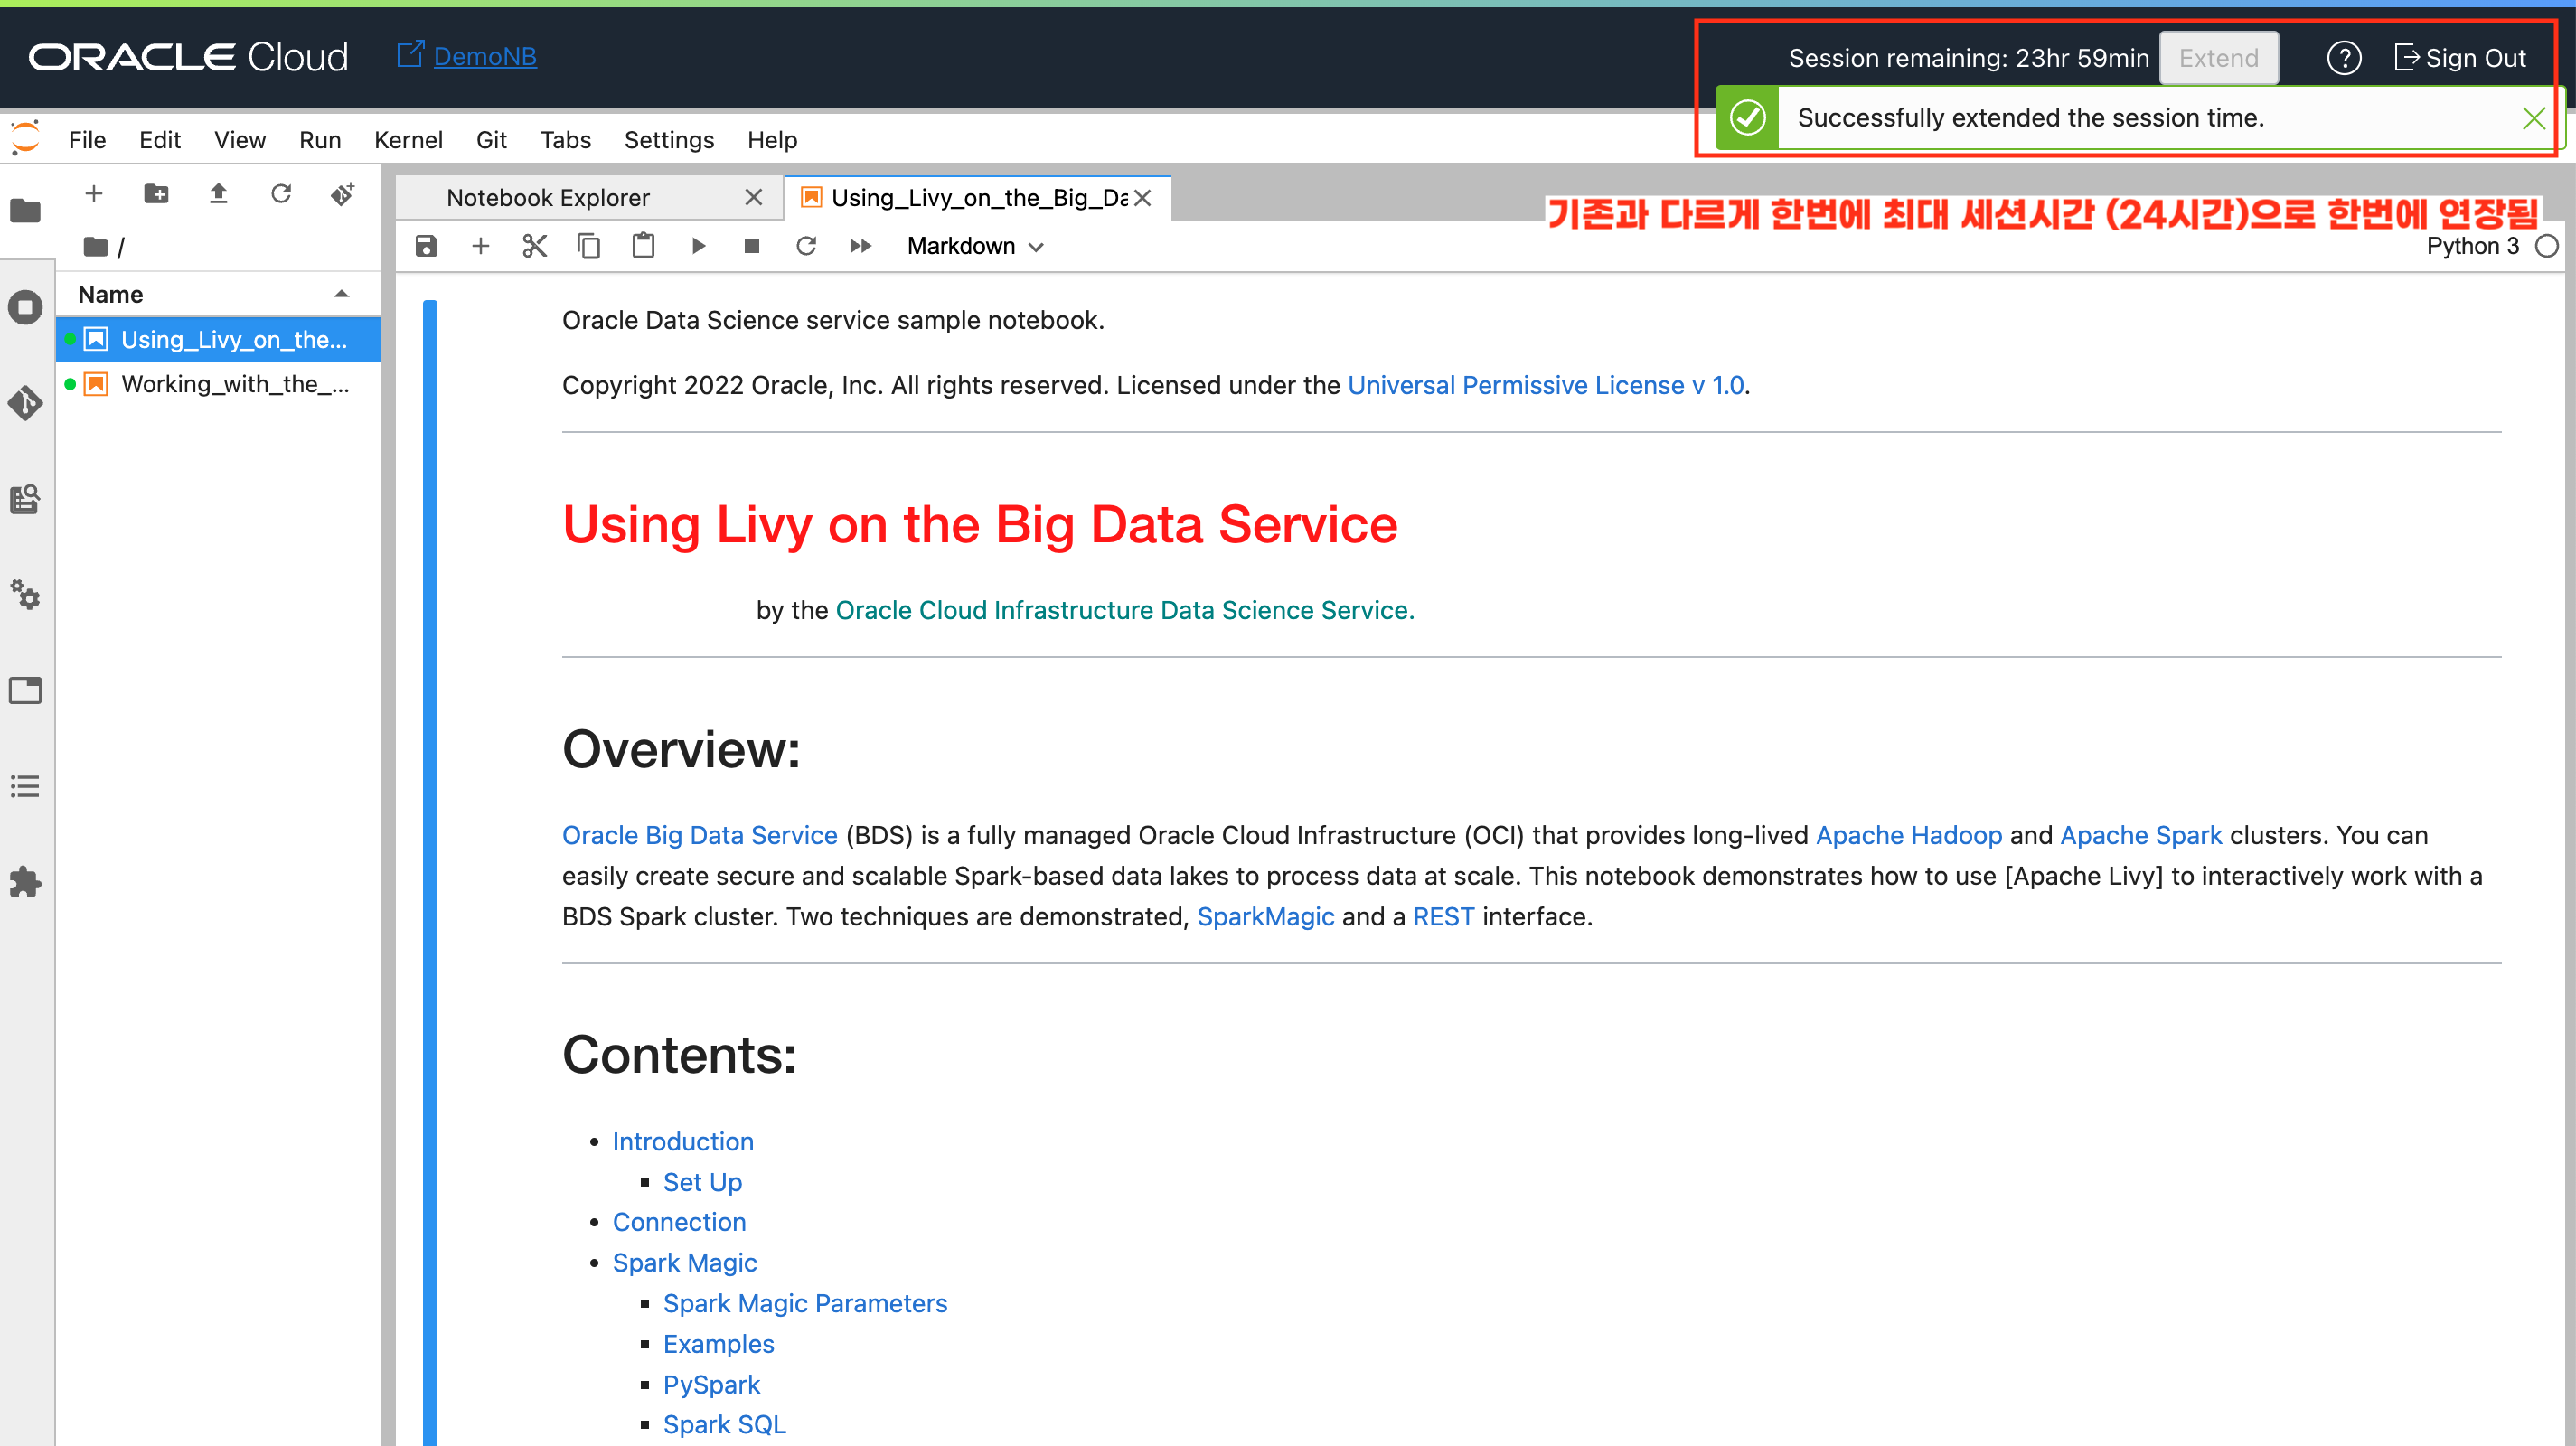 ORACLE Cloud DemoNB Session remaining: 23hr 59min Extend Sign Out
Successfully extended the session time.
File Edit View Run Kernel Git Tabs Settings Help
Notebook Explorer Using_Livy_on_the_Big_Da
기존과 다르게 한번에 최대 세션시간 (24시간)으로 한번에 연장됨
/ Markdown Python 3
Name
Using_Livy_on_the...
Working_with_the_...
Oracle Data Science service sample notebook.
Copyright 2022 Oracle, Inc. All rights reserved. Licensed under the Universal Permissive License v 1.0.
Using Livy on the Big Data Service
by the Oracle Cloud Infrastructure Data Science Service.
Overview:
Oracle Big Data Service (BDS) is a fully managed Oracle Cloud Infrastructure (OCI) that provides long-lived Apache Hadoop and Apache Spark clusters. You can
easily create secure and scalable Spark-based data lakes to process data at scale. This notebook demonstrates how to use [Apache Livy] to interactively work with a
BDS Spark cluster. Two techniques are demonstrated, SparkMagic and a REST interface.
Contents:
Introduction
Set Up
Connection
Spark Magic
Spark Magic Parameters
Examples
PySpark
Spark SQL